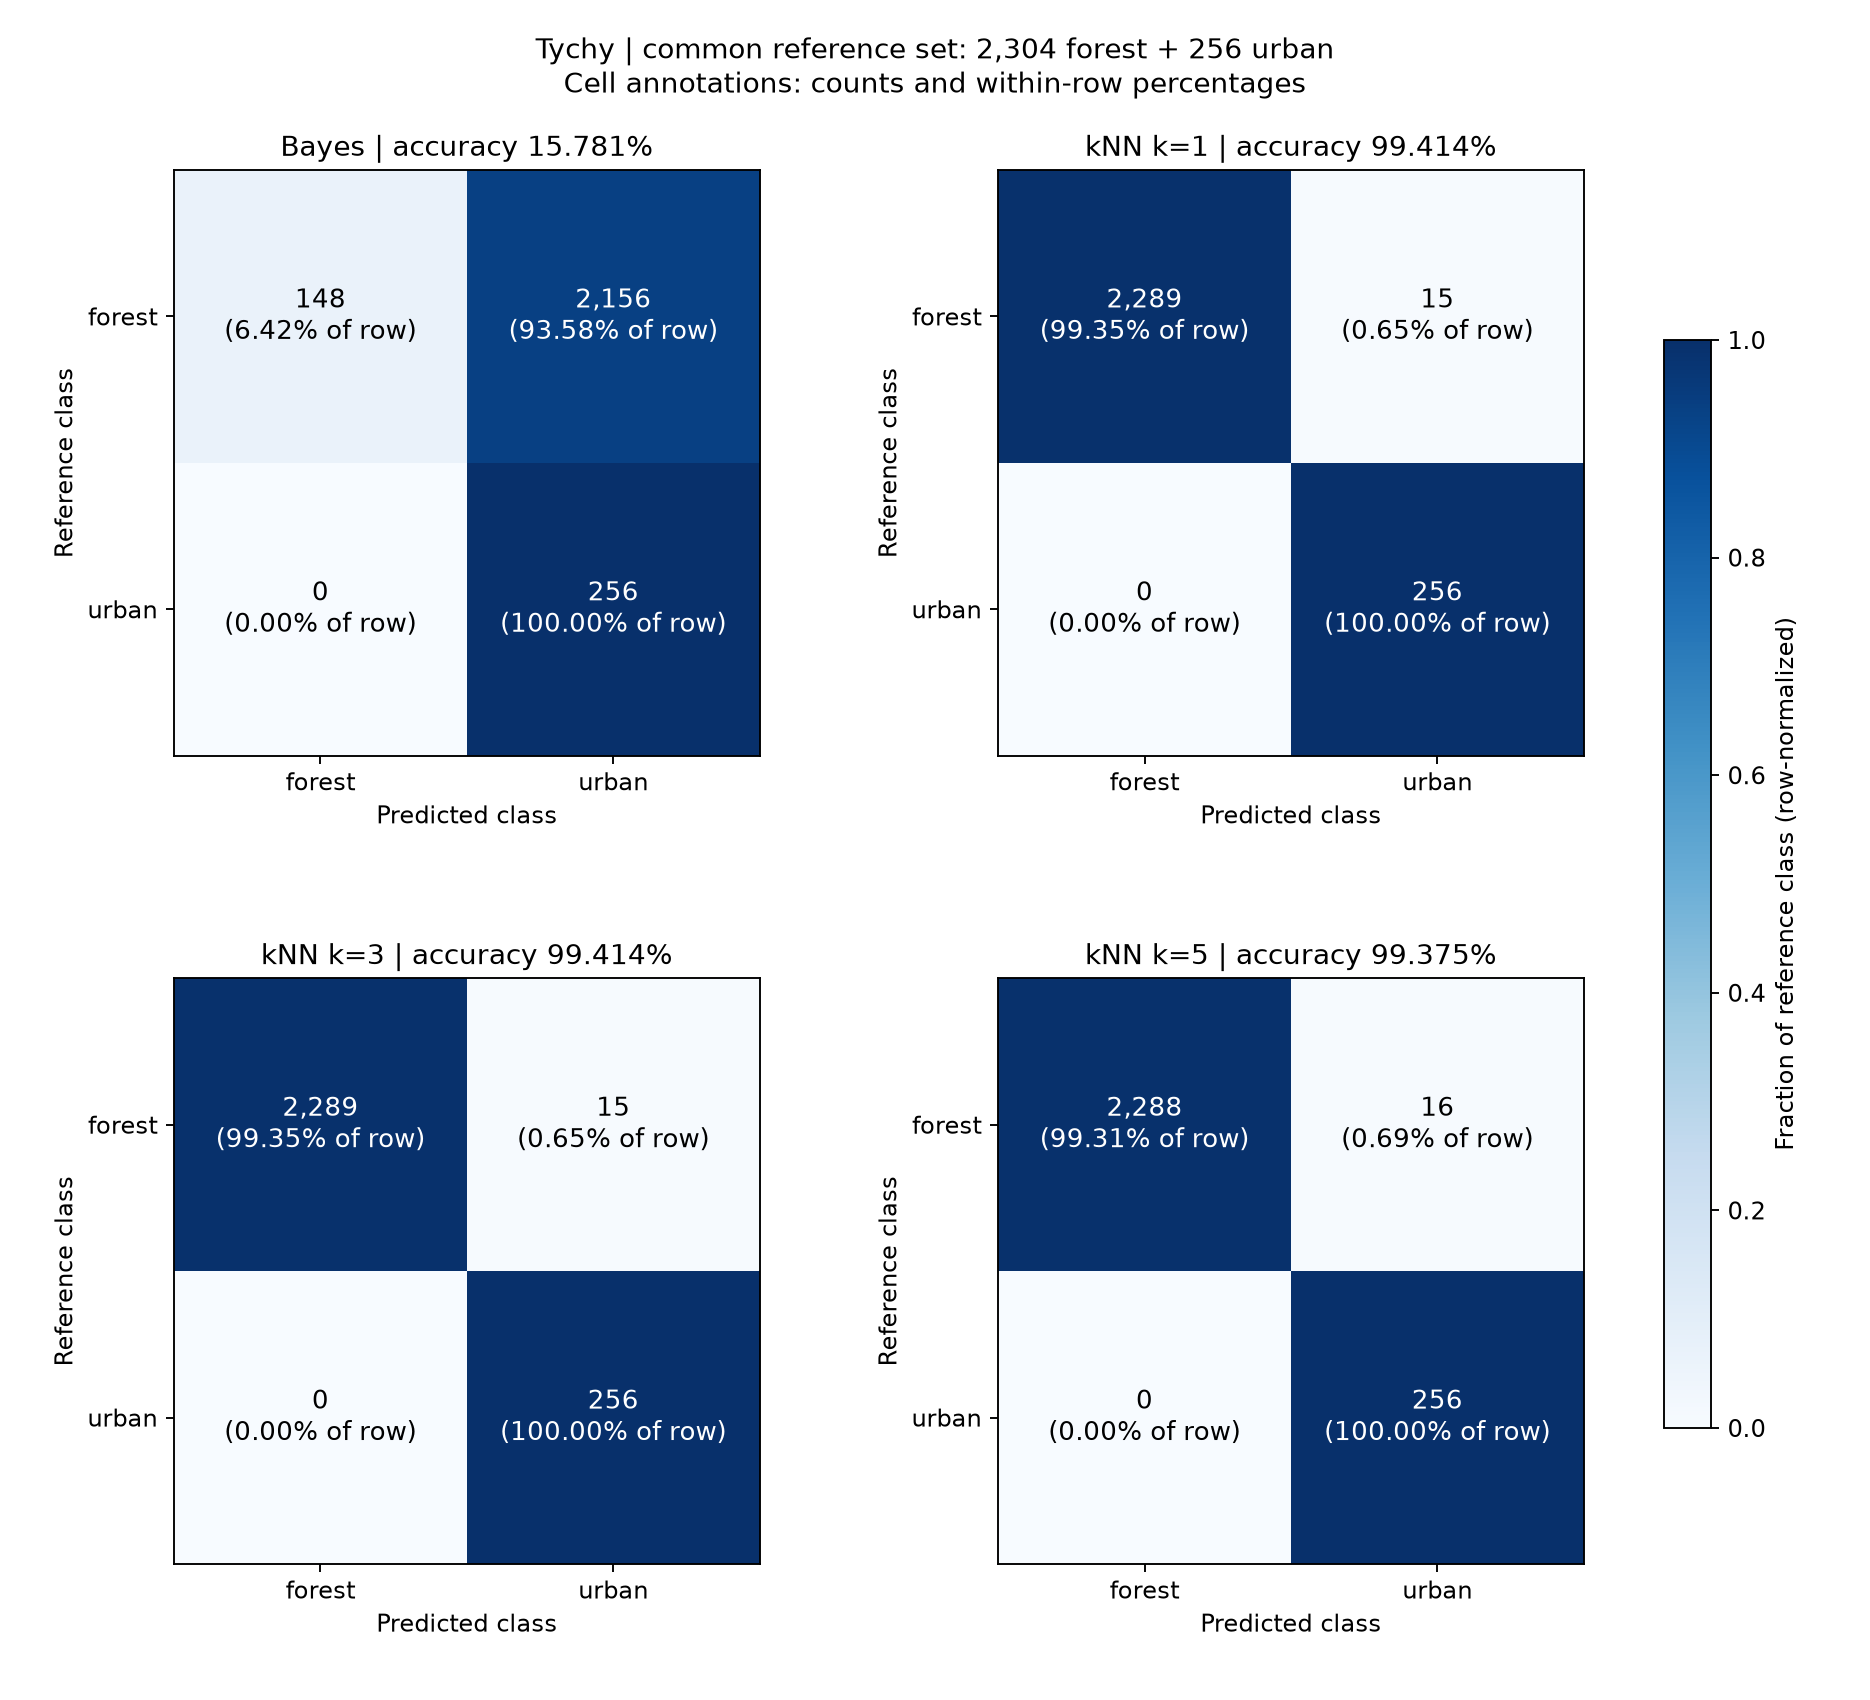 Tychy | common reference set: 2,304 forest + 256 urban
Cell annotations: counts and within-row percentages
Bayes | accuracy 15.781%
148
(6.42% of row)
2,156
(93.58% of row)
0
(0.00% of row)
256
(100.00% of row)
forest
urban
Reference class
forest
urban
Predicted class
kNN k=1 | accuracy 99.414%
2,289
(99.35% of row)
15
(0.65% of row)
0
(0.00% of row)
256
(100.00% of row)
forest
urban
Reference class
forest
urban
Predicted class
kNN k=3 | accuracy 99.414%
2,289
(99.35% of row)
15
(0.65% of row)
0
(0.00% of row)
256
(100.00% of row)
forest
urban
Reference class
forest
urban
Predicted class
kNN k=5 | accuracy 99.375%
2,288
(99.31% of row)
16
(0.69% of row)
0
(0.00% of row)
256
(100.00% of row)
forest
urban
Reference class
forest
urban
Predicted class
1.0
0.8
0.6
0.4
0.2
0.0
Fraction of reference class (row-normalized)